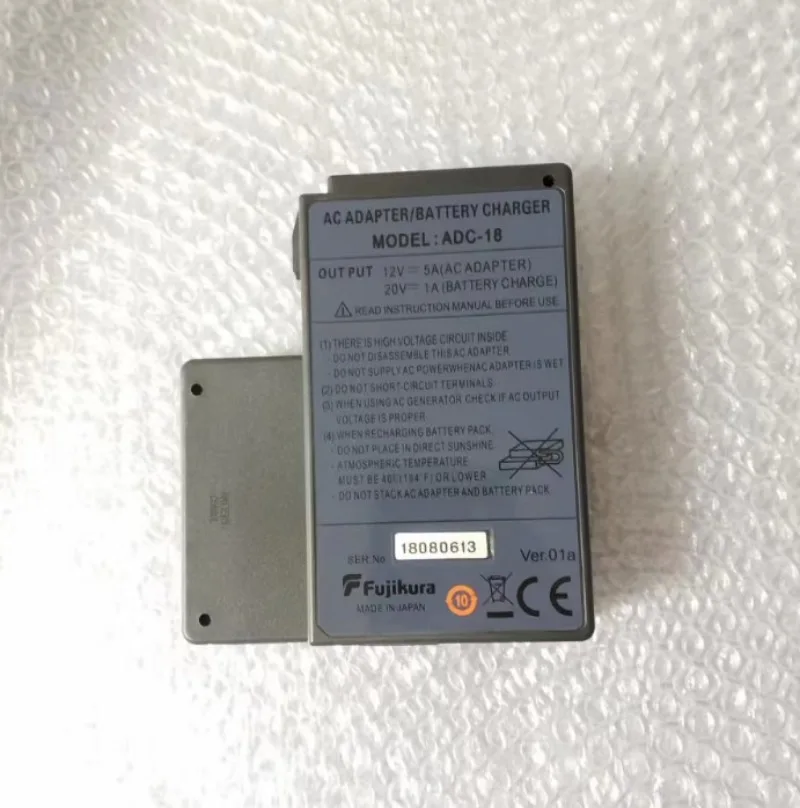 AC ADAPTER/BATTERY CHARGER
MODEL : ADC-18
OUTPUT 12V⎓ 5A(AC ADAPTER)
20V⎓ 1A (BATTERY CHARGE)
READ INSTRUCTION MANUAL BEFORE USE
(1) THERE IS HIGH VOLTAGE CIRCUIT INSIDE
- DO NOT DISASSEMBLE THIS AC ADAPTER
- DO NOT SUPPLY AC POWERWHENAC ADAPTER IS WET
(2) DO NOT SHORT-CIRCUIT TERMINALS
(3) WHEN USING AC GENERATOR, CHECK IF AC OUTPUT
VOLTAGE IS PROPER
(4) WHEN RECHARGING BATTERY PACK,
- DO NOT PLACE IN DIRECT SUNSHINE
- ATMOSPHERIC TEMPERATURE
MUST BE (104°F) OR LOWER
- DO NOT STACK AC ADAPTER AND BATTERY PACK
SER.No 18080613 Ver.01a
Fujikura
MADE IN JAPAN
10
CE